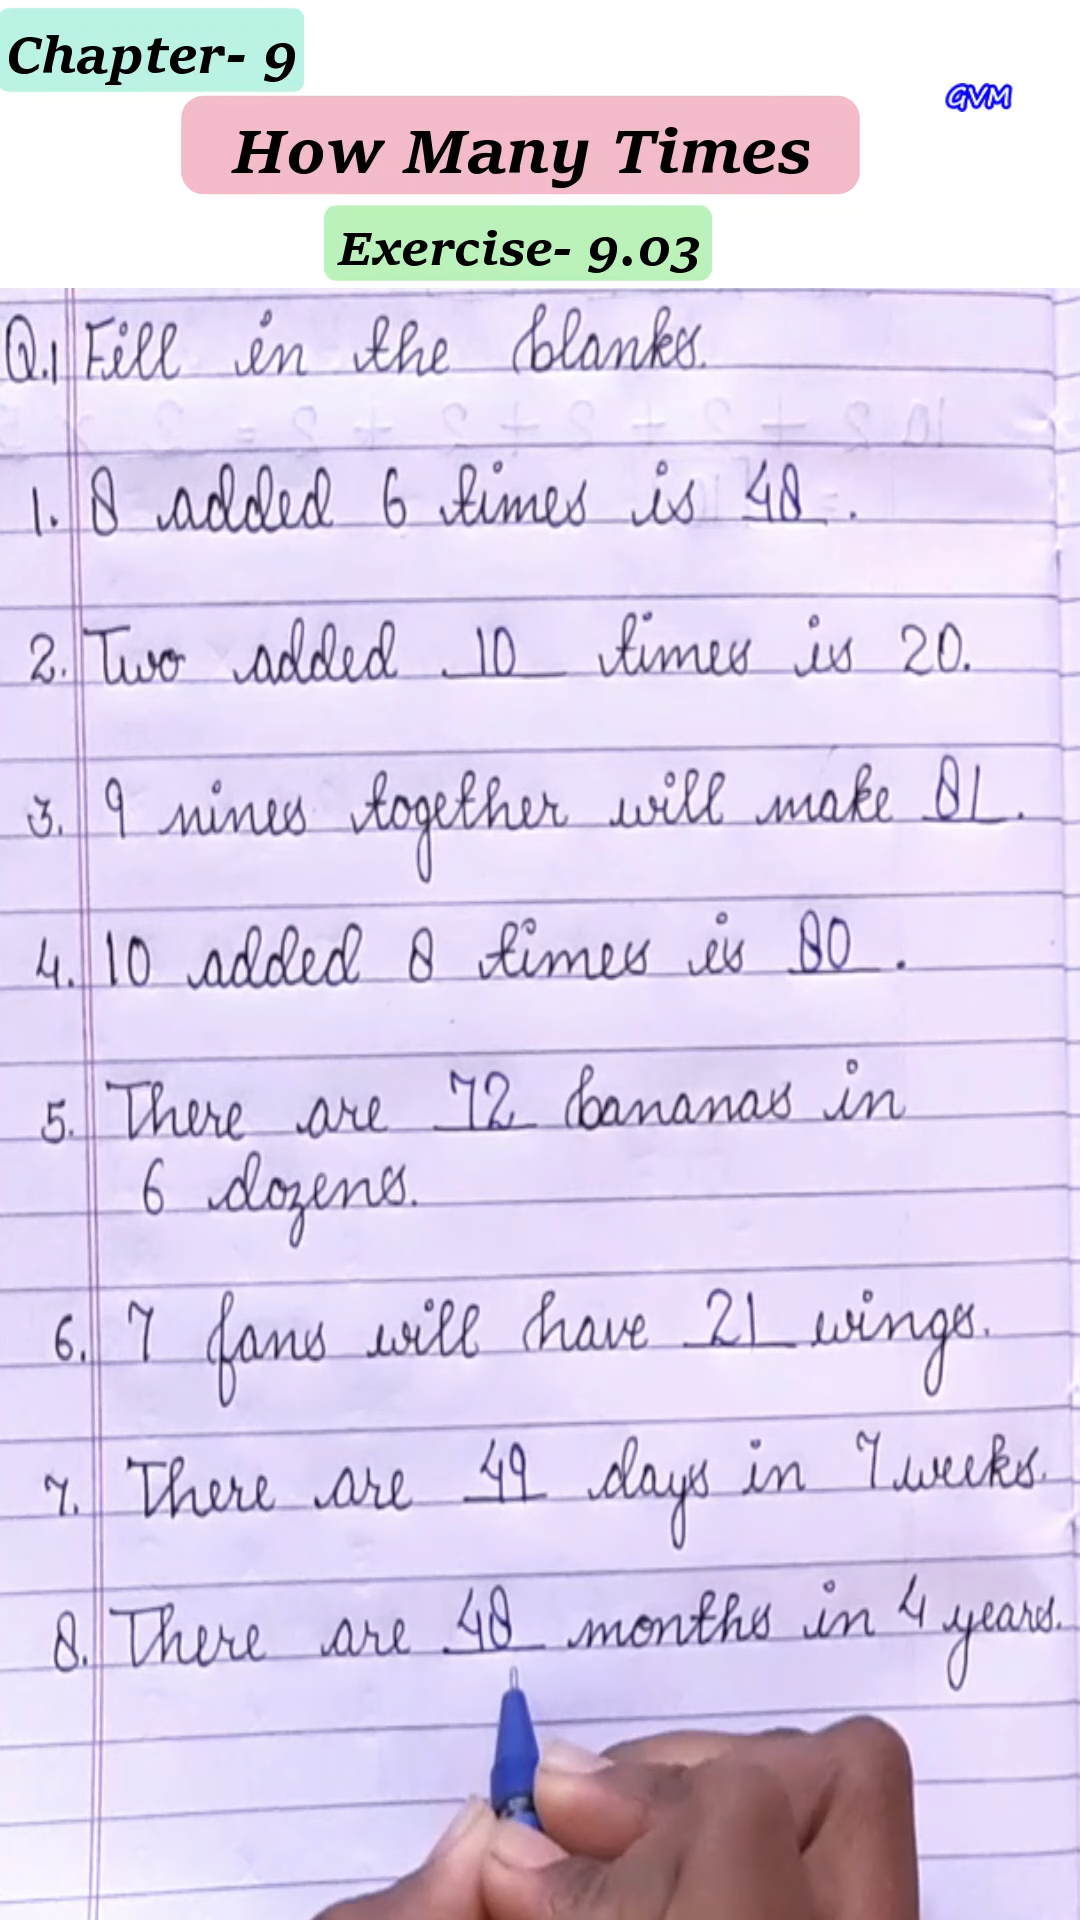 Chapter- 9
GVM
How Many Times
Exercise- 9.03
Q.1 Fill in the blanks.
1. 8 added 6 times is 48.
2. Two added 10 times is 20.
3. 9 nines together will make 81.
4. 10 added 8 times is 80.
5. There are 72 bananas in
6 dozens.
6. 7 fans will have 21 wings.
7. There are 49 days in 7 weeks.
8. There are 48 months in 4 years.